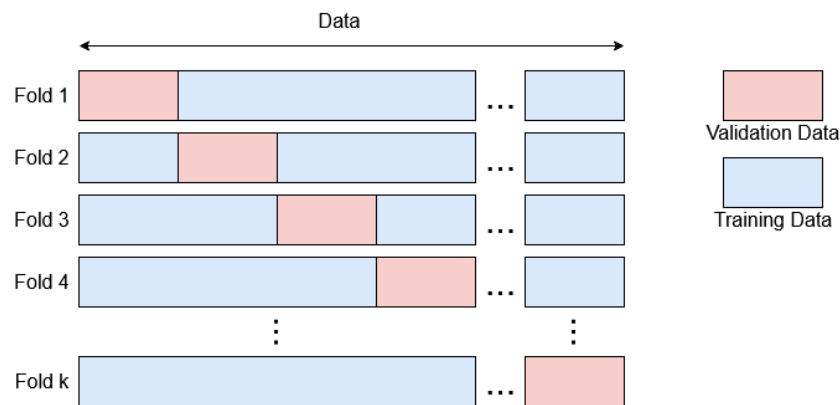 Data
Fold 1
...
Validation Data
Fold 2
...
Training Data
Fold 3
...
Fold 4
...
Fold k
...